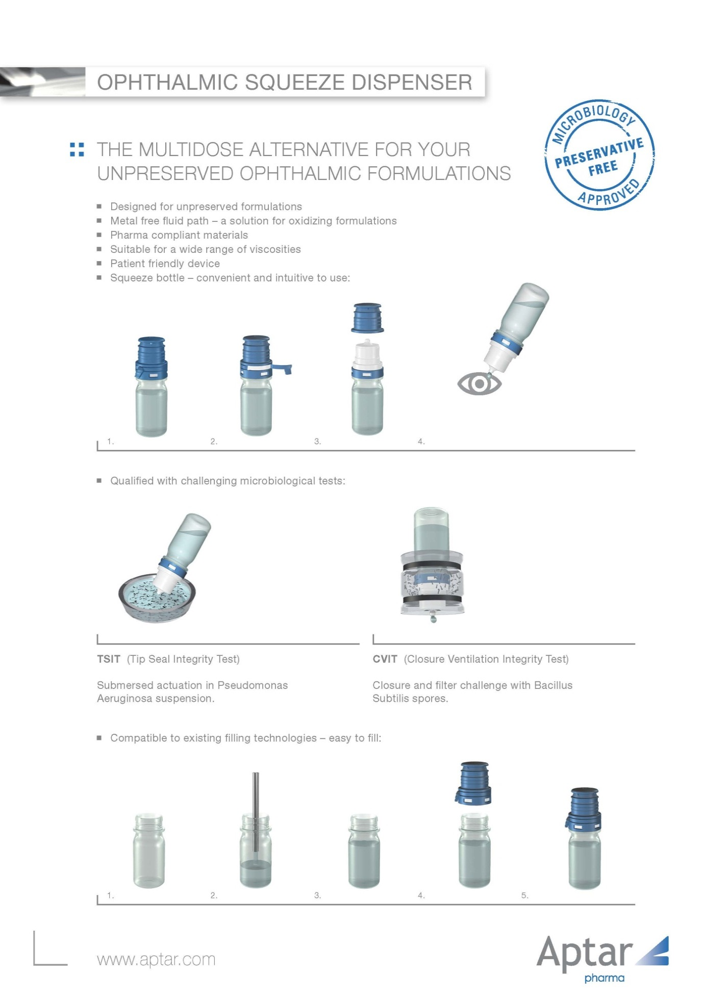 OPHTHALMIC SQUEEZE DISPENSER
MICROBIOLOGY
PRESERVATIVE
FREE
APPROVED
THE MULTIDOSE ALTERNATIVE FOR YOUR
UNPRESERVED OPHTHALMIC FORMULATIONS
Designed for unpreserved formulations
Metal free fluid path – a solution for oxidizing formulations
Pharma compliant materials
Suitable for a wide range of viscosities
Patient friendly device
Squeeze bottle – convenient and intuitive to use:
1. 2. 3. 4.
Qualified with challenging microbiological tests:
TSIT (Tip Seal Integrity Test)
Submersed actuation in Pseudomonas
Aeruginosa suspension.
CVIT (Closure Ventilation Integrity Test)
Closure and filter challenge with Bacillus
Subtilis spores.
Compatible to existing filling technologies – easy to fill:
1. 2. 3. 4. 5.
www.aptar.com
Aptar
pharma